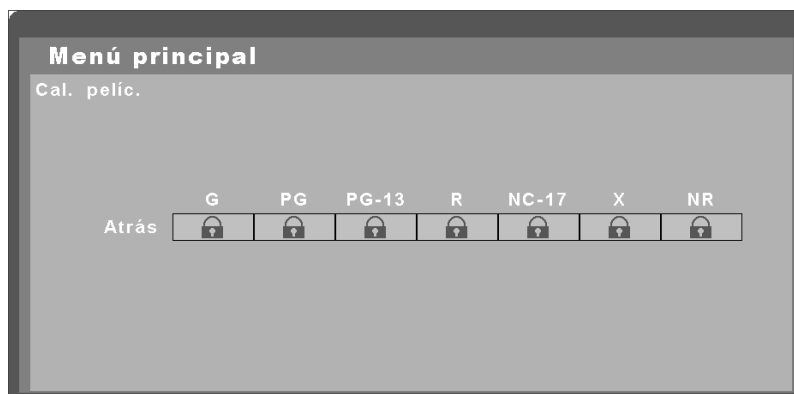 Menú principal
Cal. pelíc.
G PG PG-13 R NC-17 X NR
Atrás